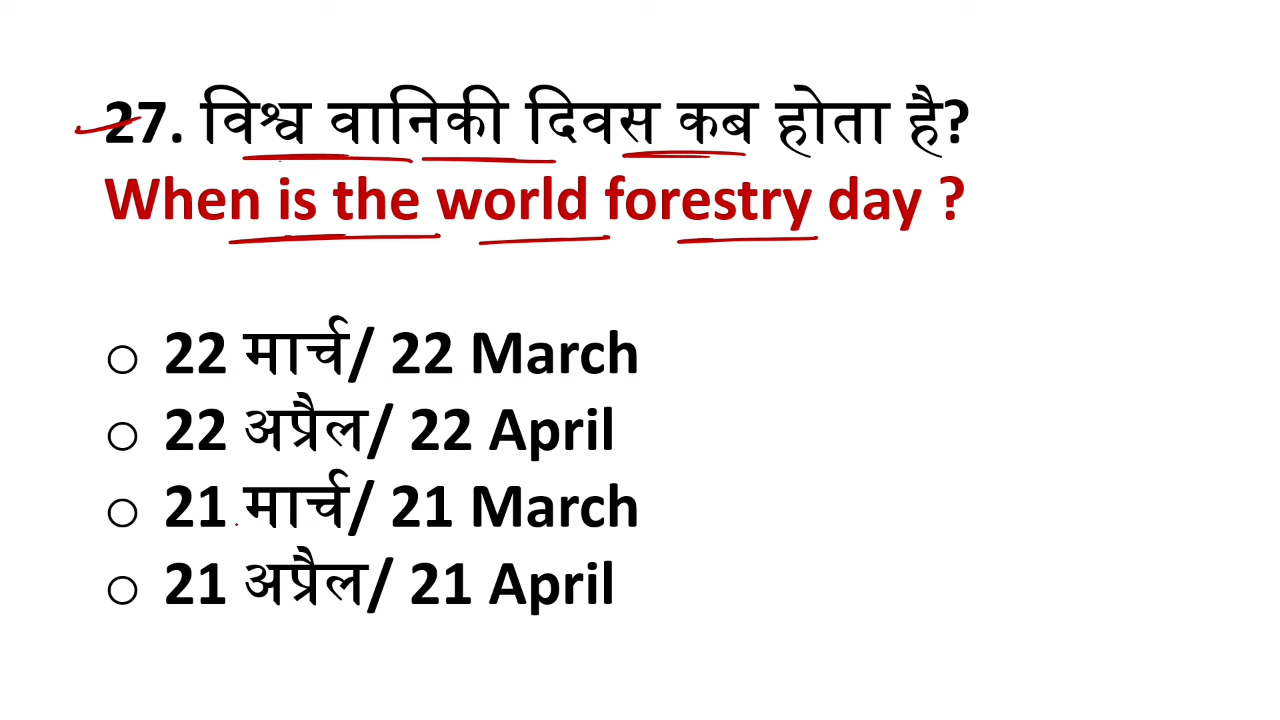 27. विश्व वानिकी दिवस कब होता है?
When is the world forestry day ?
22 मार्च/ 22 March
22 अप्रैल/ 22 April
21 मार्च/ 21 March
21 अप्रैल/ 21 April